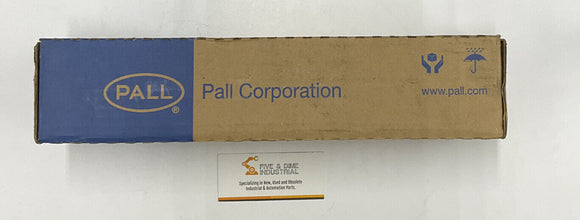 PALL
®
Pall Corporation
www.pall.com
FIVE & DIME
INDUSTRIAL
Specializing in New, Used and Obsolete
Industrial & Automation Parts.